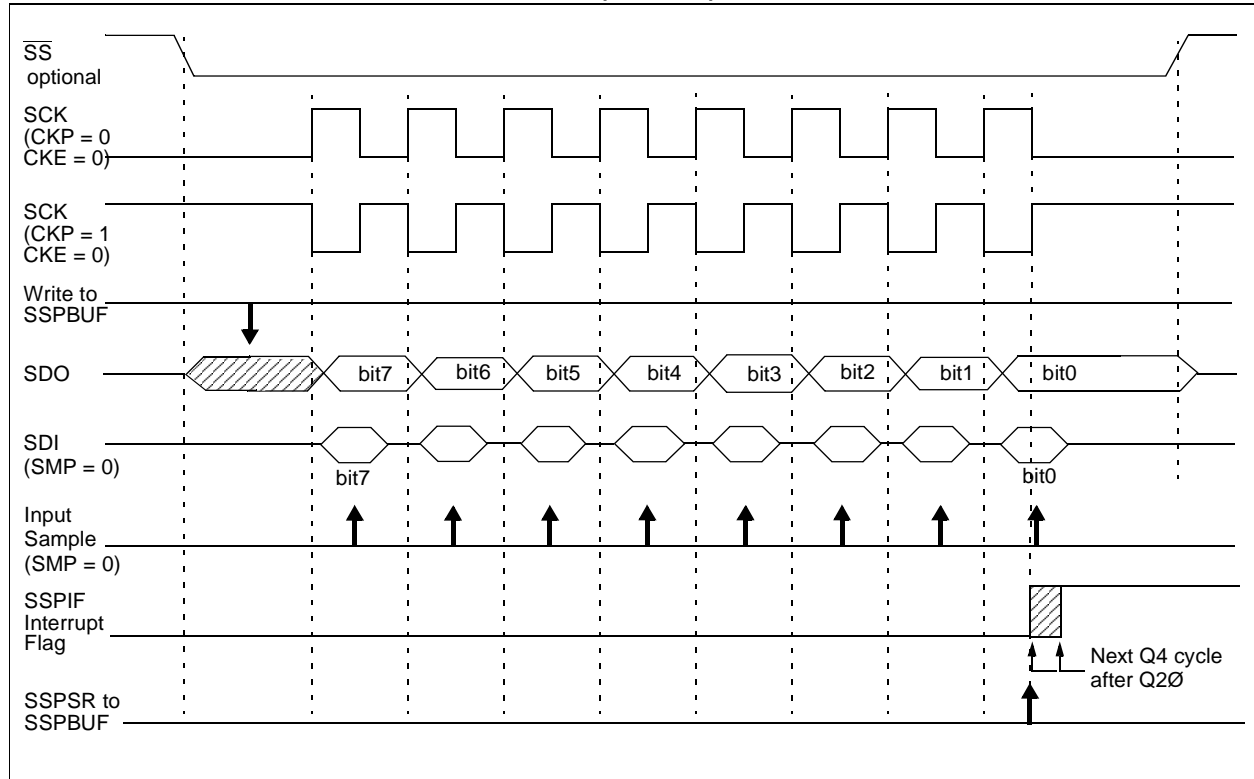 SS
optional
SCK
(CKP = 0
CKE = 0)
SCK
(CKP = 1
CKE = 0)
Write to
SSPBUF
SDO
bit7 bit6 bit5 bit4 bit3 bit2 bit1 bit0
SDI
(SMP = 0)
bit7 bit0
Input
Sample
(SMP = 0)
SSPIF
Interrupt
Flag
Next Q4 cycle
after Q2Ø
SSPSR to
SSPBUF